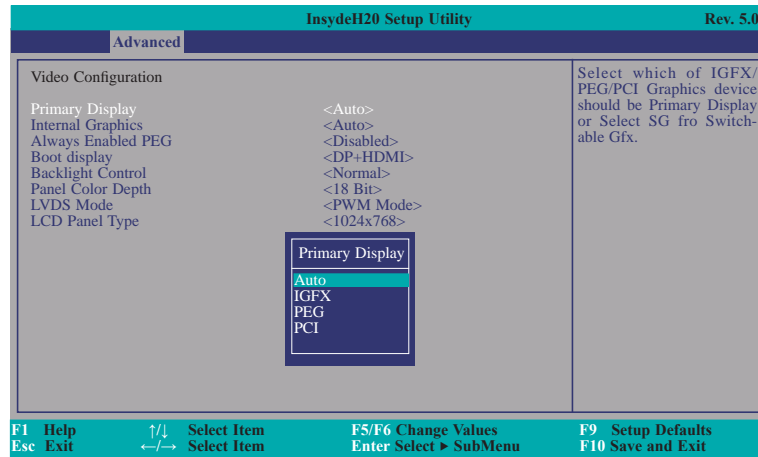 InsydeH20 Setup Utility Rev. 5.0
Advanced
Video Configuration
Primary Display <Auto>
Internal Graphics <Auto>
Always Enabled PEG <Disabled>
Boot display <DP+HDMI>
Backlight Control <Normal>
Panel Color Depth <18 Bit>
LVDS Mode <PWM Mode>
LCD Panel Type <1024x768>
Primary Display
Auto
IGFX
PEG
PCI
Select which of IGFX/
PEG/PCI Graphics device
should be Primary Display
or Select SG fro Switch-
able Gfx.
F1 Help ↑/↓ Select Item F5/F6 Change Values F9 Setup Defaults
Esc Exit ←/→ Select Item Enter Select ► SubMenu F10 Save and Exit